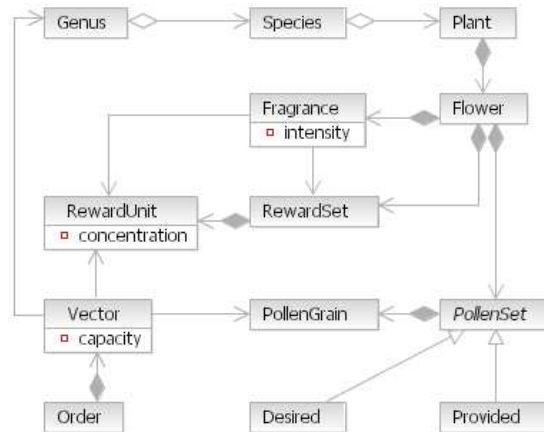 Genus
Species
Plant
Fragrance
intensity
Flower
RewardUnit
concentration
RewardSet
Vector
capacity
PollenGrain
PollenSet
Order
Desired
Provided